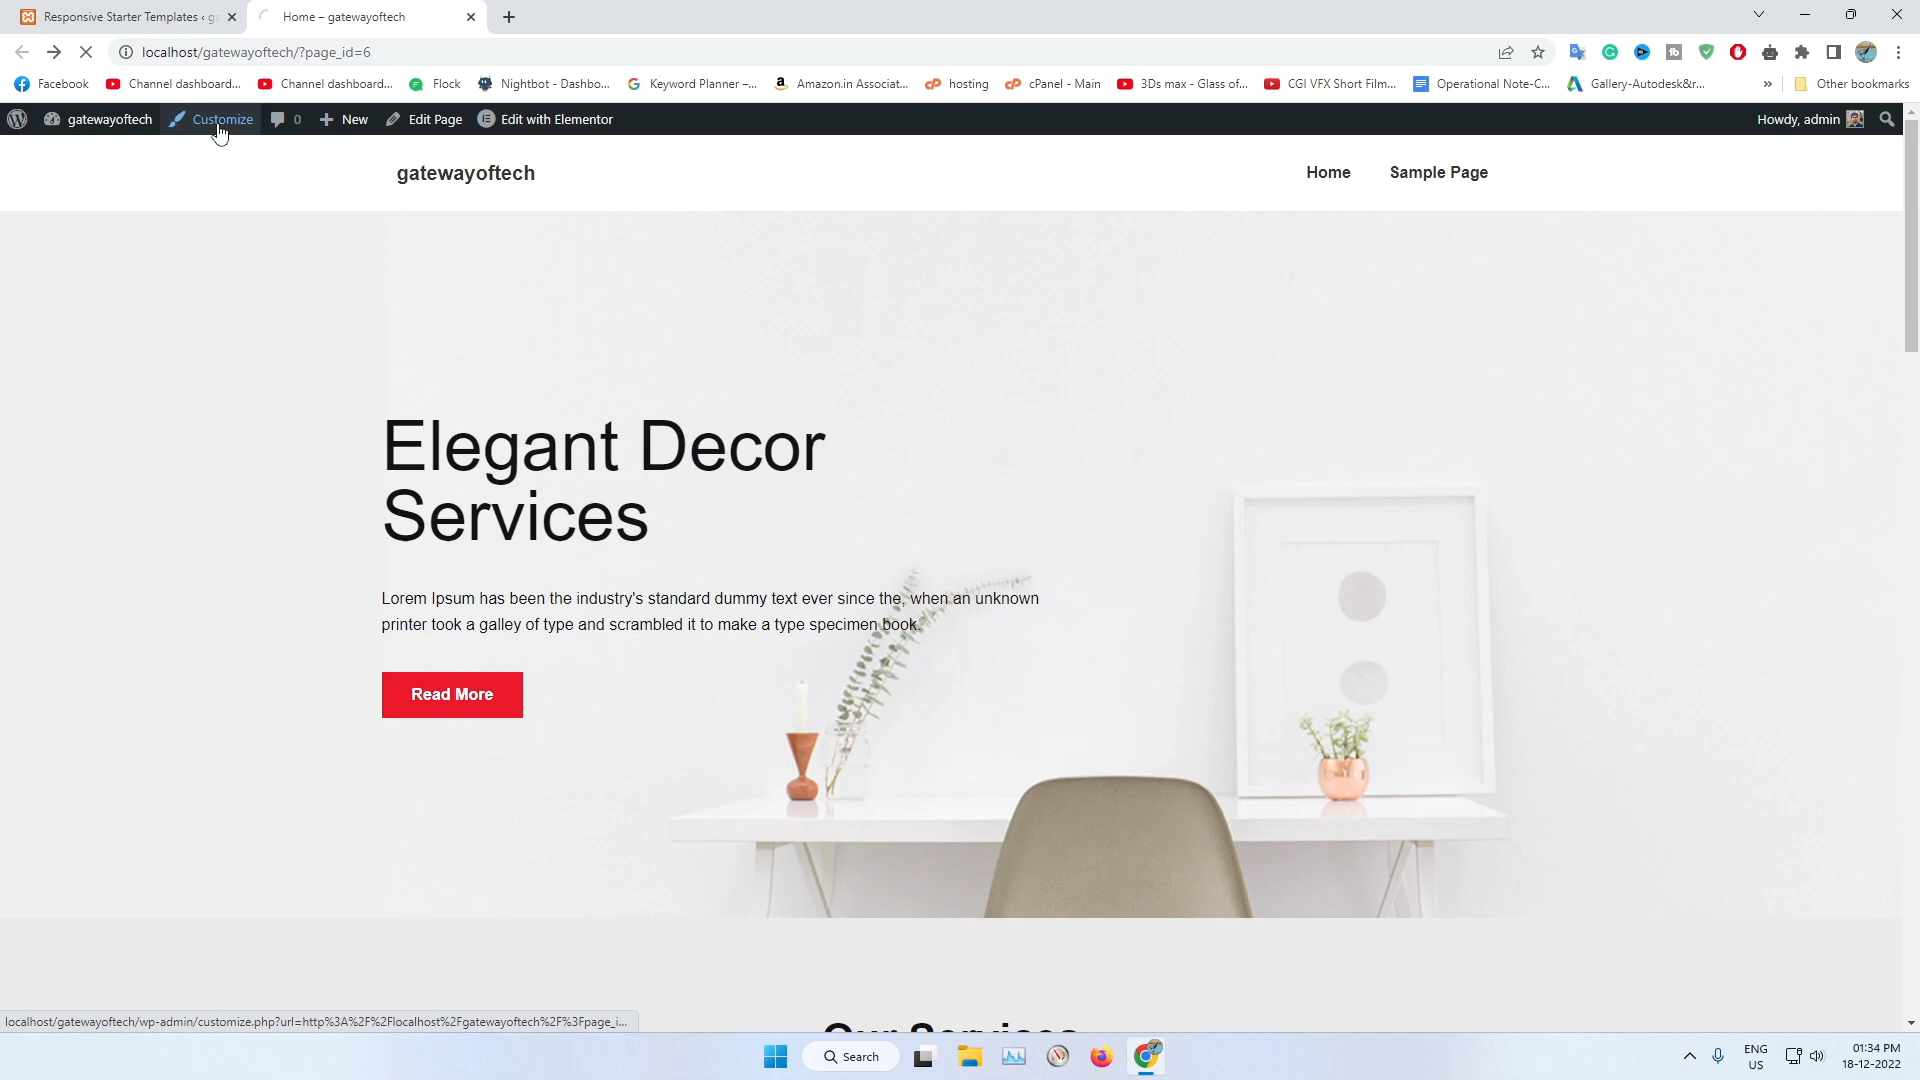 Responsive Starter Templates ‹ ga
Home – gatewayoftech
localhost/gatewayoftech/?page_id=6
Facebook
Channel dashboard...
Channel dashboard...
Flock
Nightbot - Dashbo...
Keyword Planner –...
Amazon.in Associat...
hosting
cPanel - Main
3Ds max - Glass of...
CGI VFX Short Film...
Operational Note-C...
Gallery-Autodesk&r...
»
Other bookmarks
gatewayoftech
Customize
0
New
Edit Page
Edit with Elementor
Howdy, admin
gatewayoftech
Home
Sample Page
Elegant Decor
Services
Lorem Ipsum has been the industry's standard dummy text ever since the, when an unknown
printer took a galley of type and scrambled it to make a type specimen book.
Read More
Our Services
localhost/gatewayoftech/wp-admin/customize.php?url=http%3A%2F%2Flocalhost%2Fgatewayoftech%2F%3Fpage_i...
Search
ENG
US
01:34 PM
18-12-2022